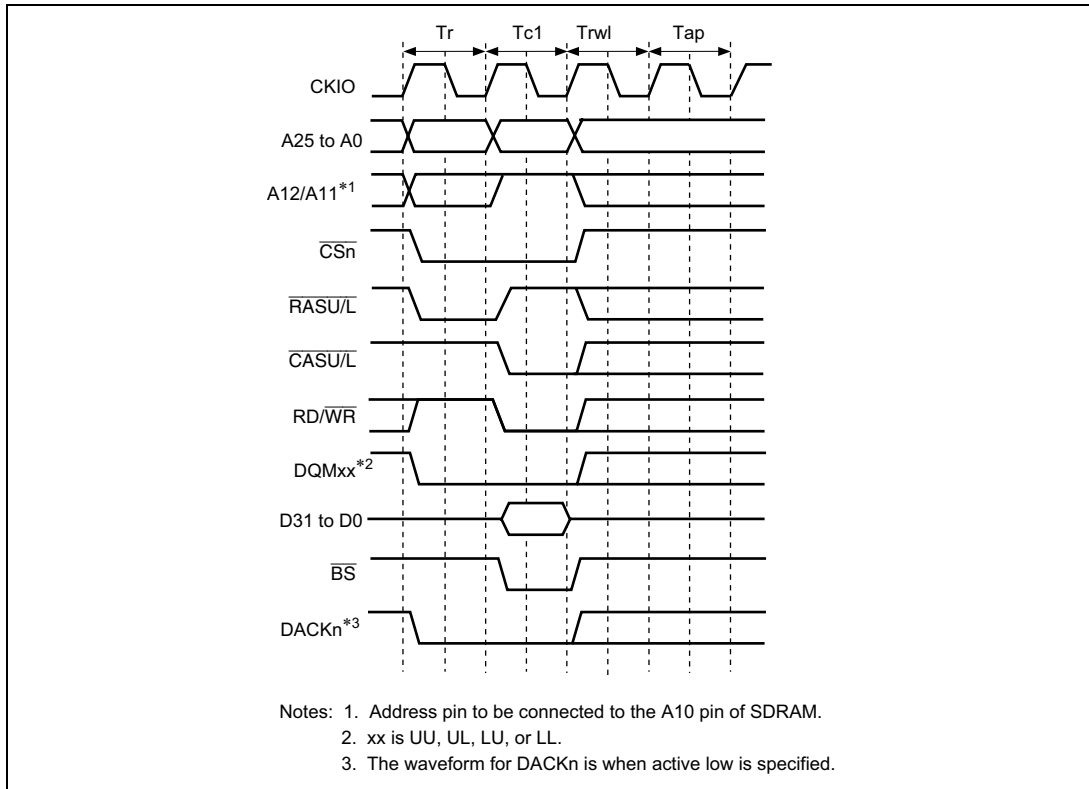 Tr Tc1 Trwl Tap
CKIO
A25 to A0
A12/A11*1
CSn
RASU/L
CASU/L
RD/WR
DQMxx*2
D31 to D0
BS
DACKn*3
Notes: 1. Address pin to be connected to the A10 pin of SDRAM.
2. xx is UU, UL, LU, or LL.
3. The waveform for DACKn is when active low is specified.